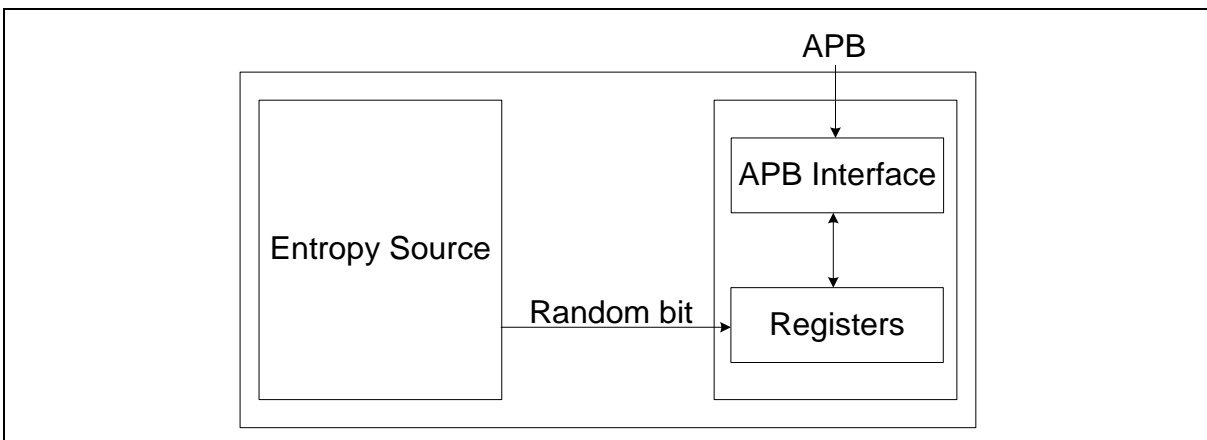 APB
APB Interface
Entropy Source
Random bit
Registers